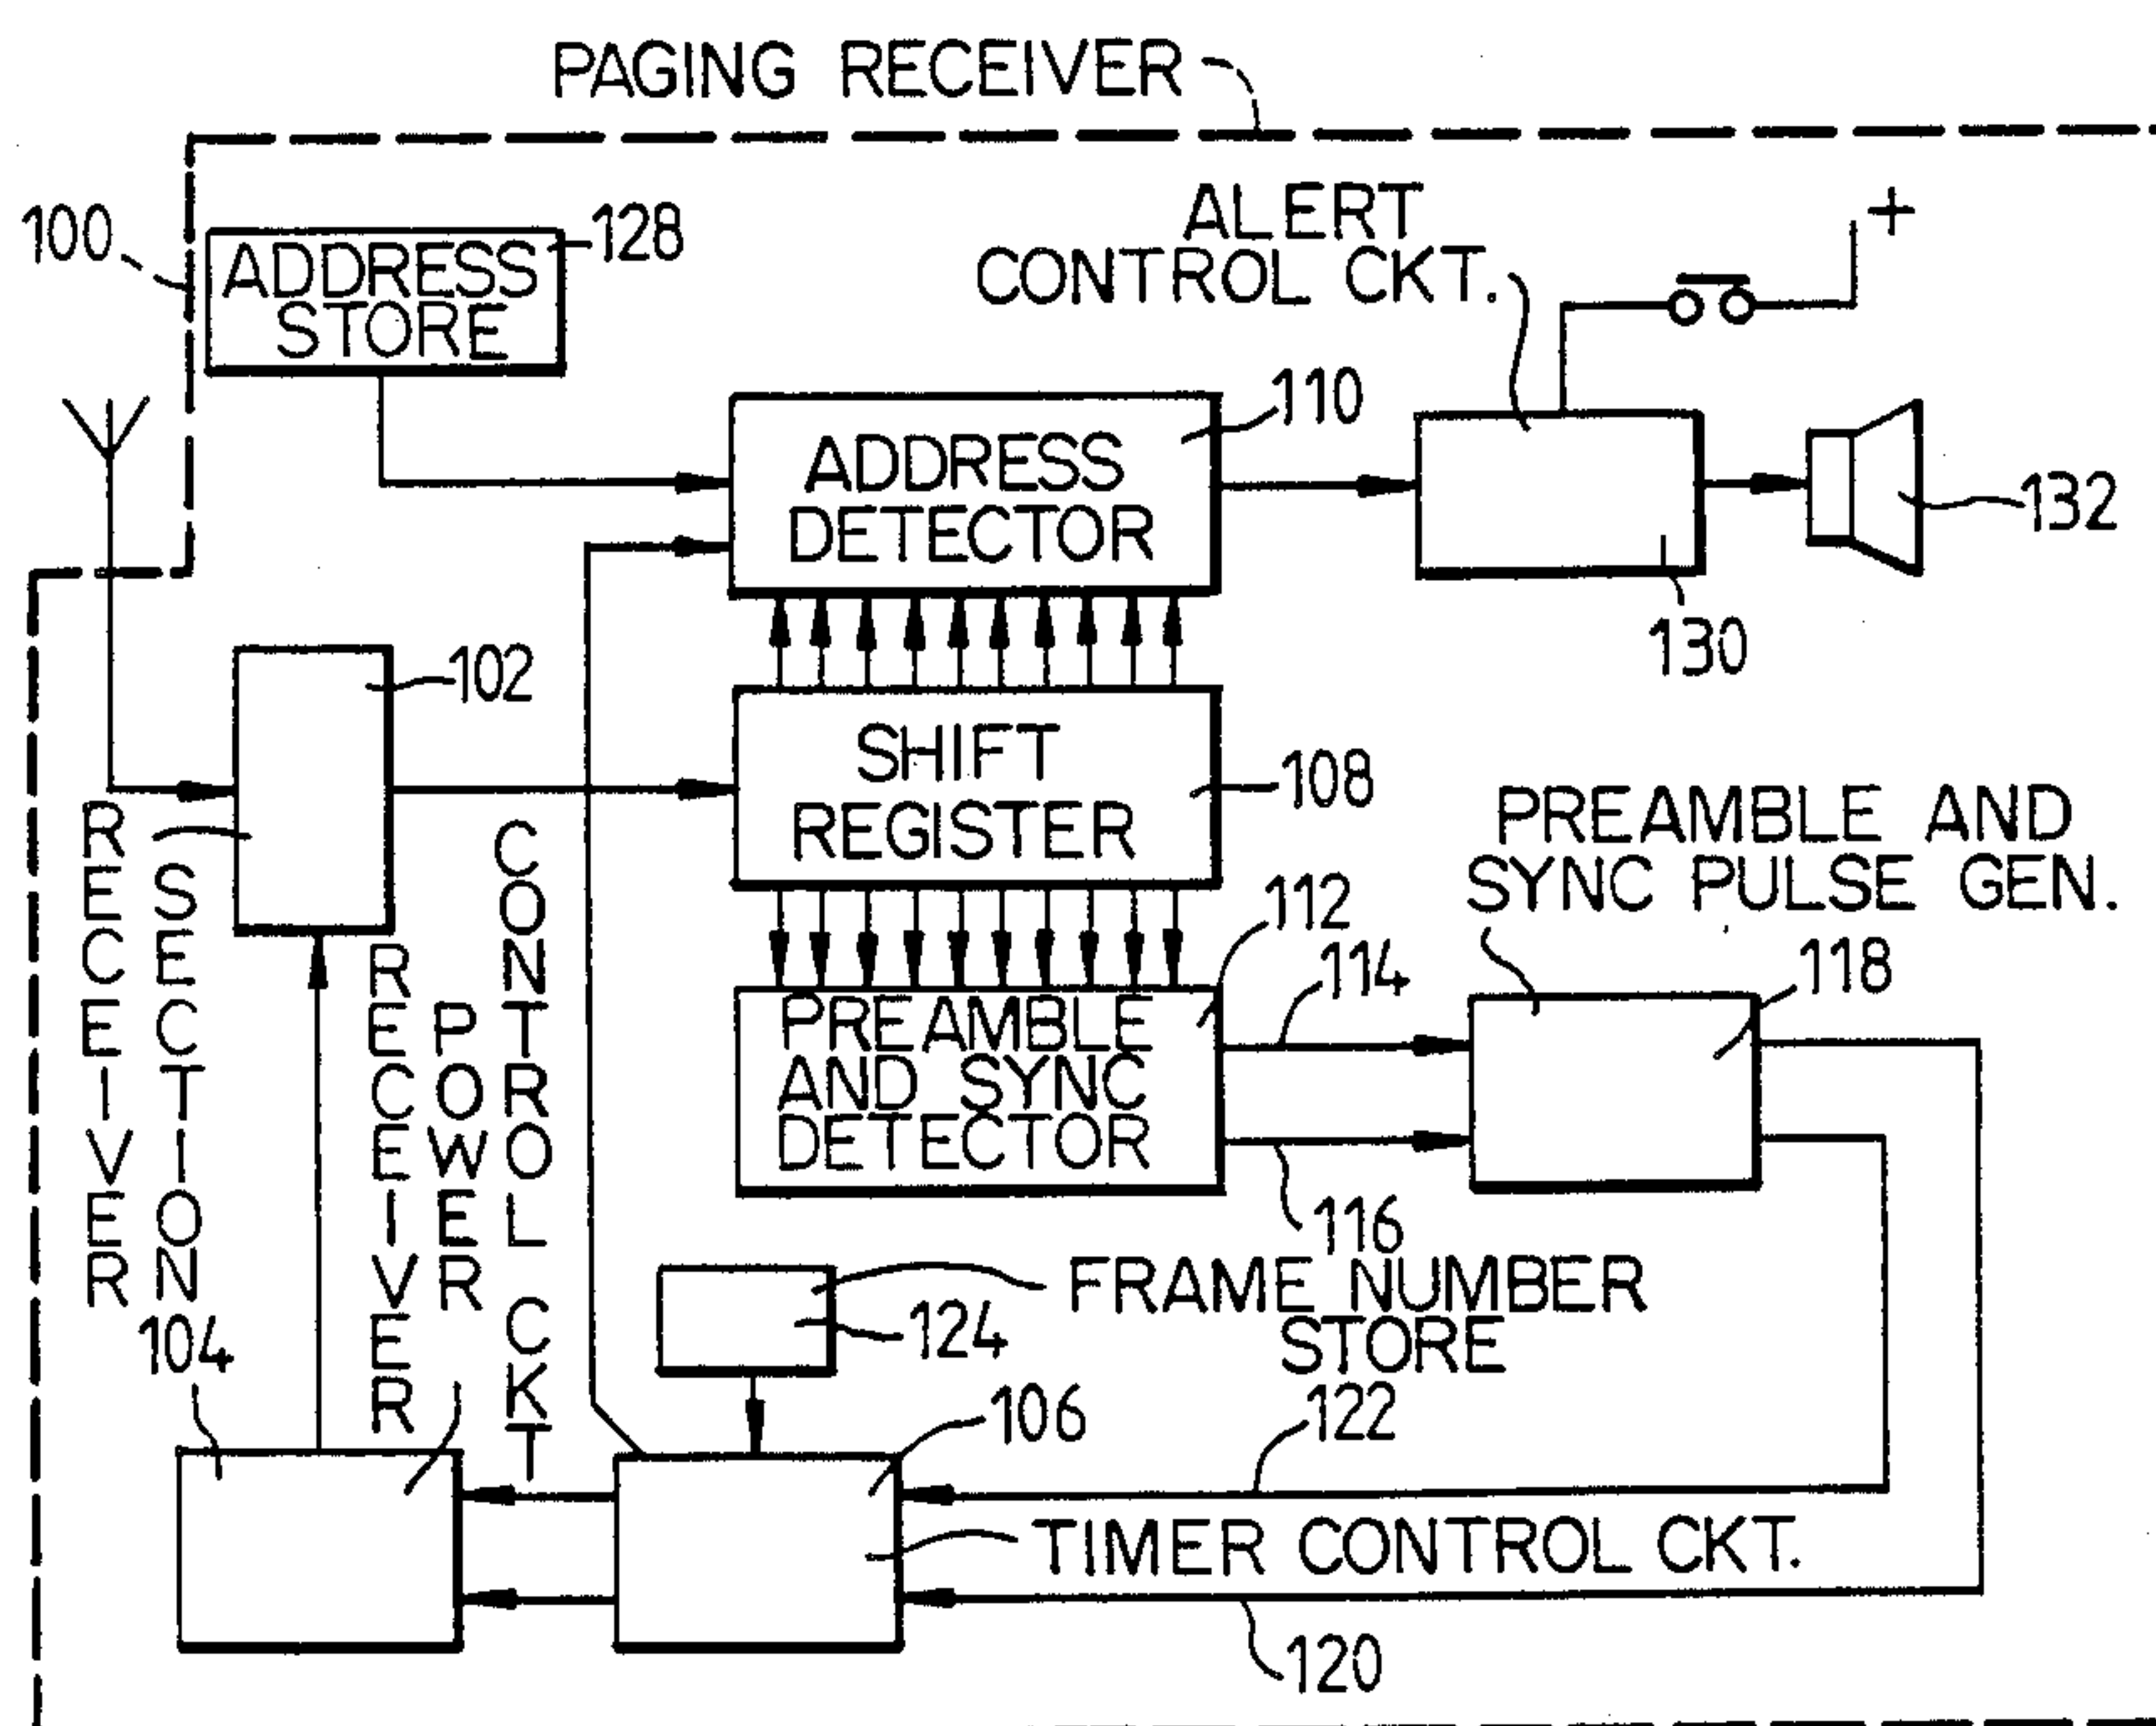 PAGING RECEIVER
100
ADDRESS
STORE
128
ALERT
CONTROL CKT.
+
110
ADDRESS
DETECTOR
132
130
102
SHIFT
REGISTER
108
RECEIVER
SECTION
RECEIVER
POWER
CONTROL CKT
PREAMBLE AND
SYNC PULSE GEN.
112
114
118
PREAMBLE
AND SYNC
DETECTOR
116
FRAME NUMBER
STORE
124
104
106
122
TIMER CONTROL CKT.
120